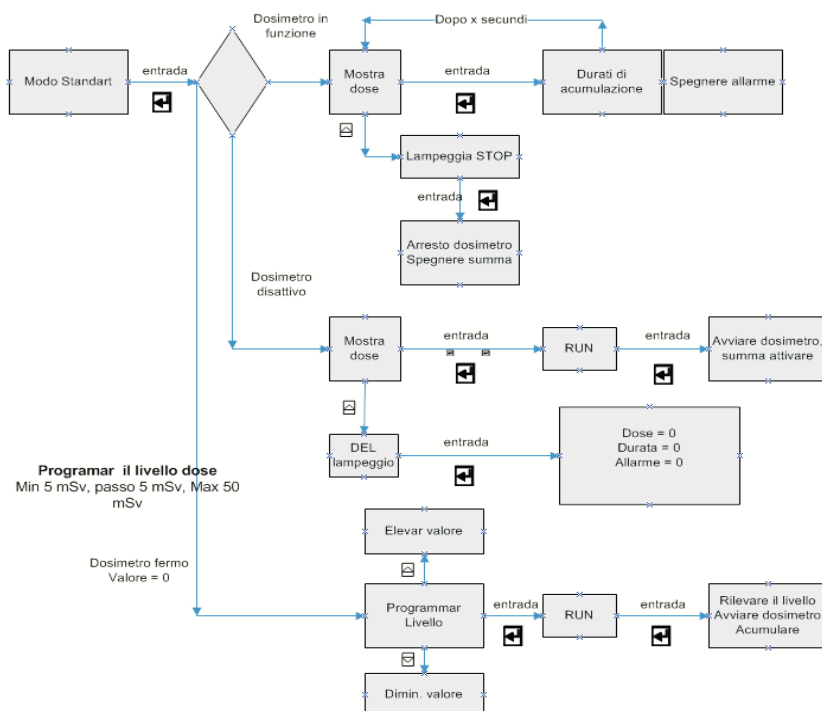 Dosimetro in
funzione
Dopo x secundi
Modo Standart
entrada
Mostra
dose
entrada
Durati di
acumulazione
Spegnere allarme
Lampeggia STOP
entrada
Arresto dosimetro
Spegnere summa
Dosimetro
disattivo
Mostra
dose
entrada
RUN
entrada
Avviare dosimetro,
summa attivare
DEL
lampeggio
entrada
Dose = 0
Durata = 0
Allarme = 0
Programar il livello dose
Min 5 mSv, passo 5 mSv, Max 50
mSv
Elevar valore
Dosimetro fermo
Valore = 0
Programmar
Livello
entrada
RUN
entrada
Rilevare il livello
Avviare dosimetro
Acumulare
Dimin. valore